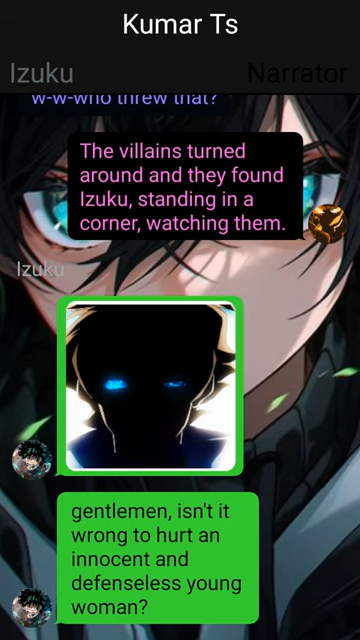 Kumar Ts
Izuku
Narrator
w-w-who threw that?
The villains turned
around and they found
Izuku, standing in a
corner, watching them.
Izuku
gentlemen, isn't it
wrong to hurt an
innocent and
defenseless young
woman?